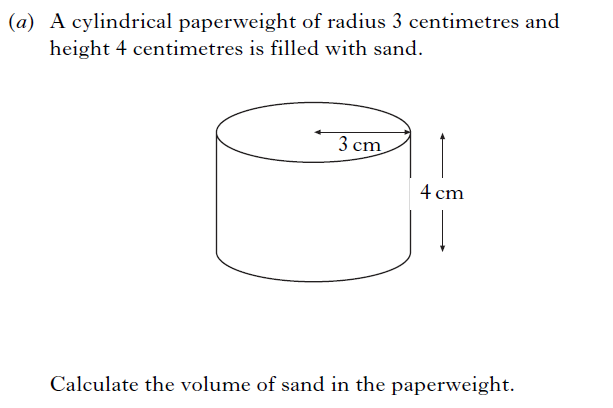 (a) A cylindrical paperweight of radius 3 centimetres and
height 4 centimetres is filled with sand.
3 cm
4 cm
Calculate the volume of sand in the paperweight.